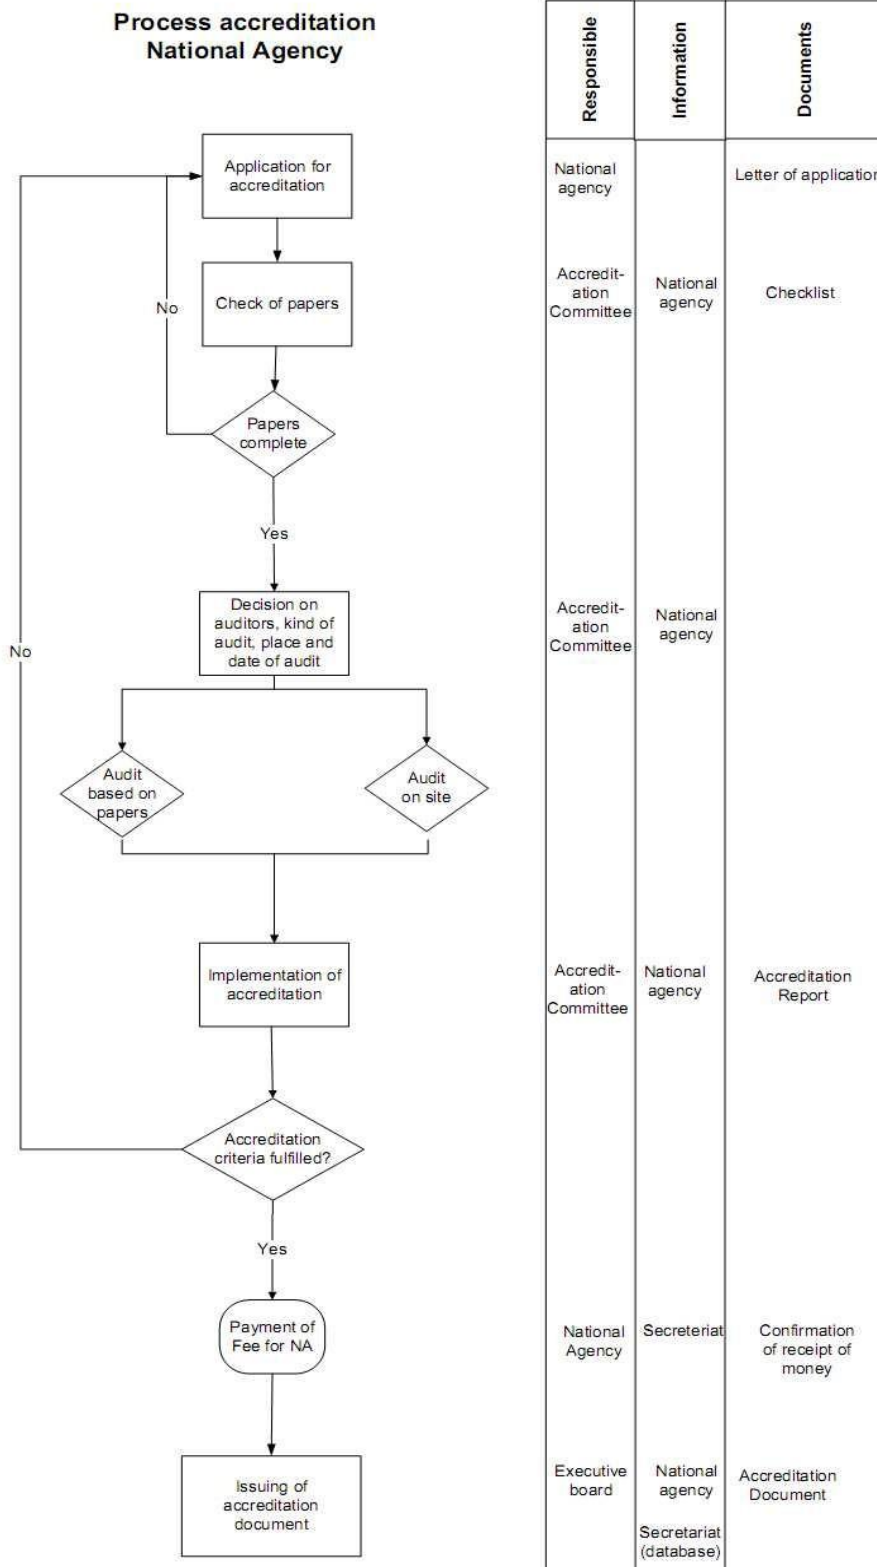 Process accreditation
National Agency
Responsible
Information
Documents
Application for
accreditation
National
agency
Letter of application
No
Check of papers
Accredit-
ation
Committee
National
agency
Checklist
Papers
complete
Yes
Decision on
auditors, kind of
audit, place and
date of audit
Accredit-
ation
Committee
National
agency
No
Audit
based on
papers
Audit
on site
Implementation of
accreditation
Accredit-
ation
Committee
National
agency
Accreditation
Report
Accreditation
criteria fulfilled?
Yes
Payment of
Fee for NA
National
Agency
Secreteriat
Confirmation
of receipt of
money
Issuing of
accreditation
document
Executive
board
National
agency
Secretariat
(database)
Accreditation
Document